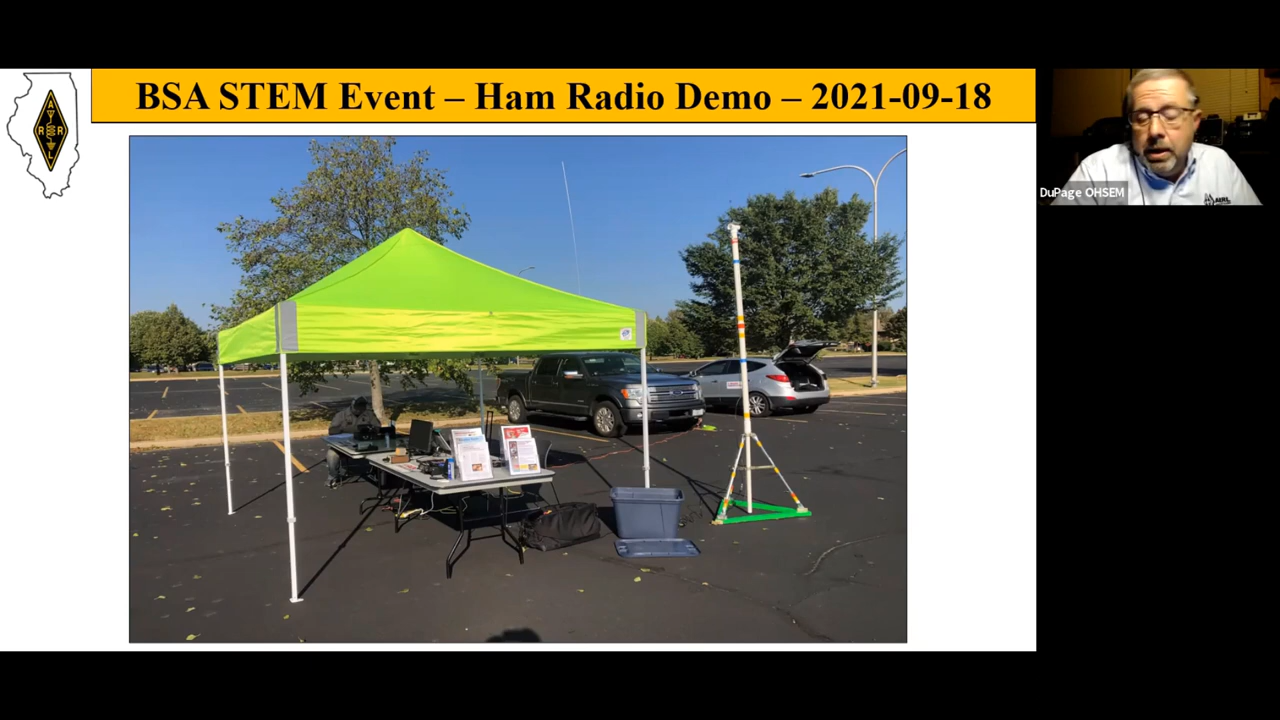 BSA STEM Event – Ham Radio Demo – 2021-09-18
A
R R
L
DuPage OHSEM